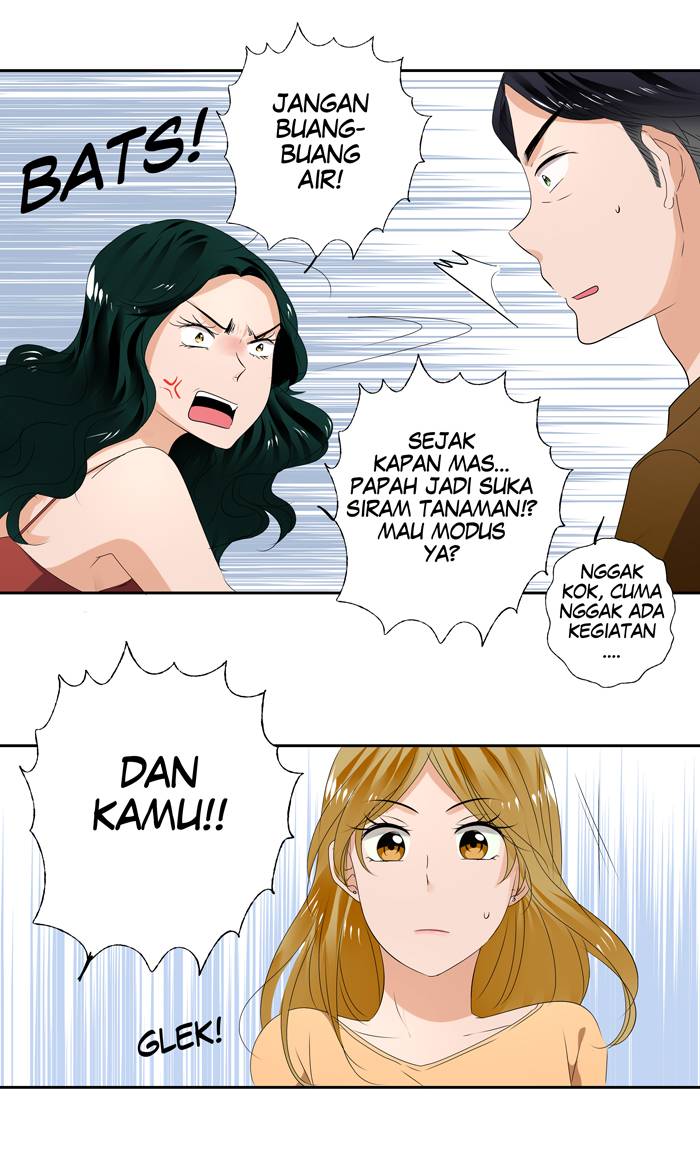 BATS!
JANGAN
BUANG-
BUANG
AIR!
SEJAK
KAPAN MAS...
PAPAH JADI SUKA
SIRAM TANAMAN!?
MAU MODUS
YA?
NGGAK
KOK, CUMA
NGGAK ADA
KEGIATAN
....
DAN
KAMU!!
GLEK!